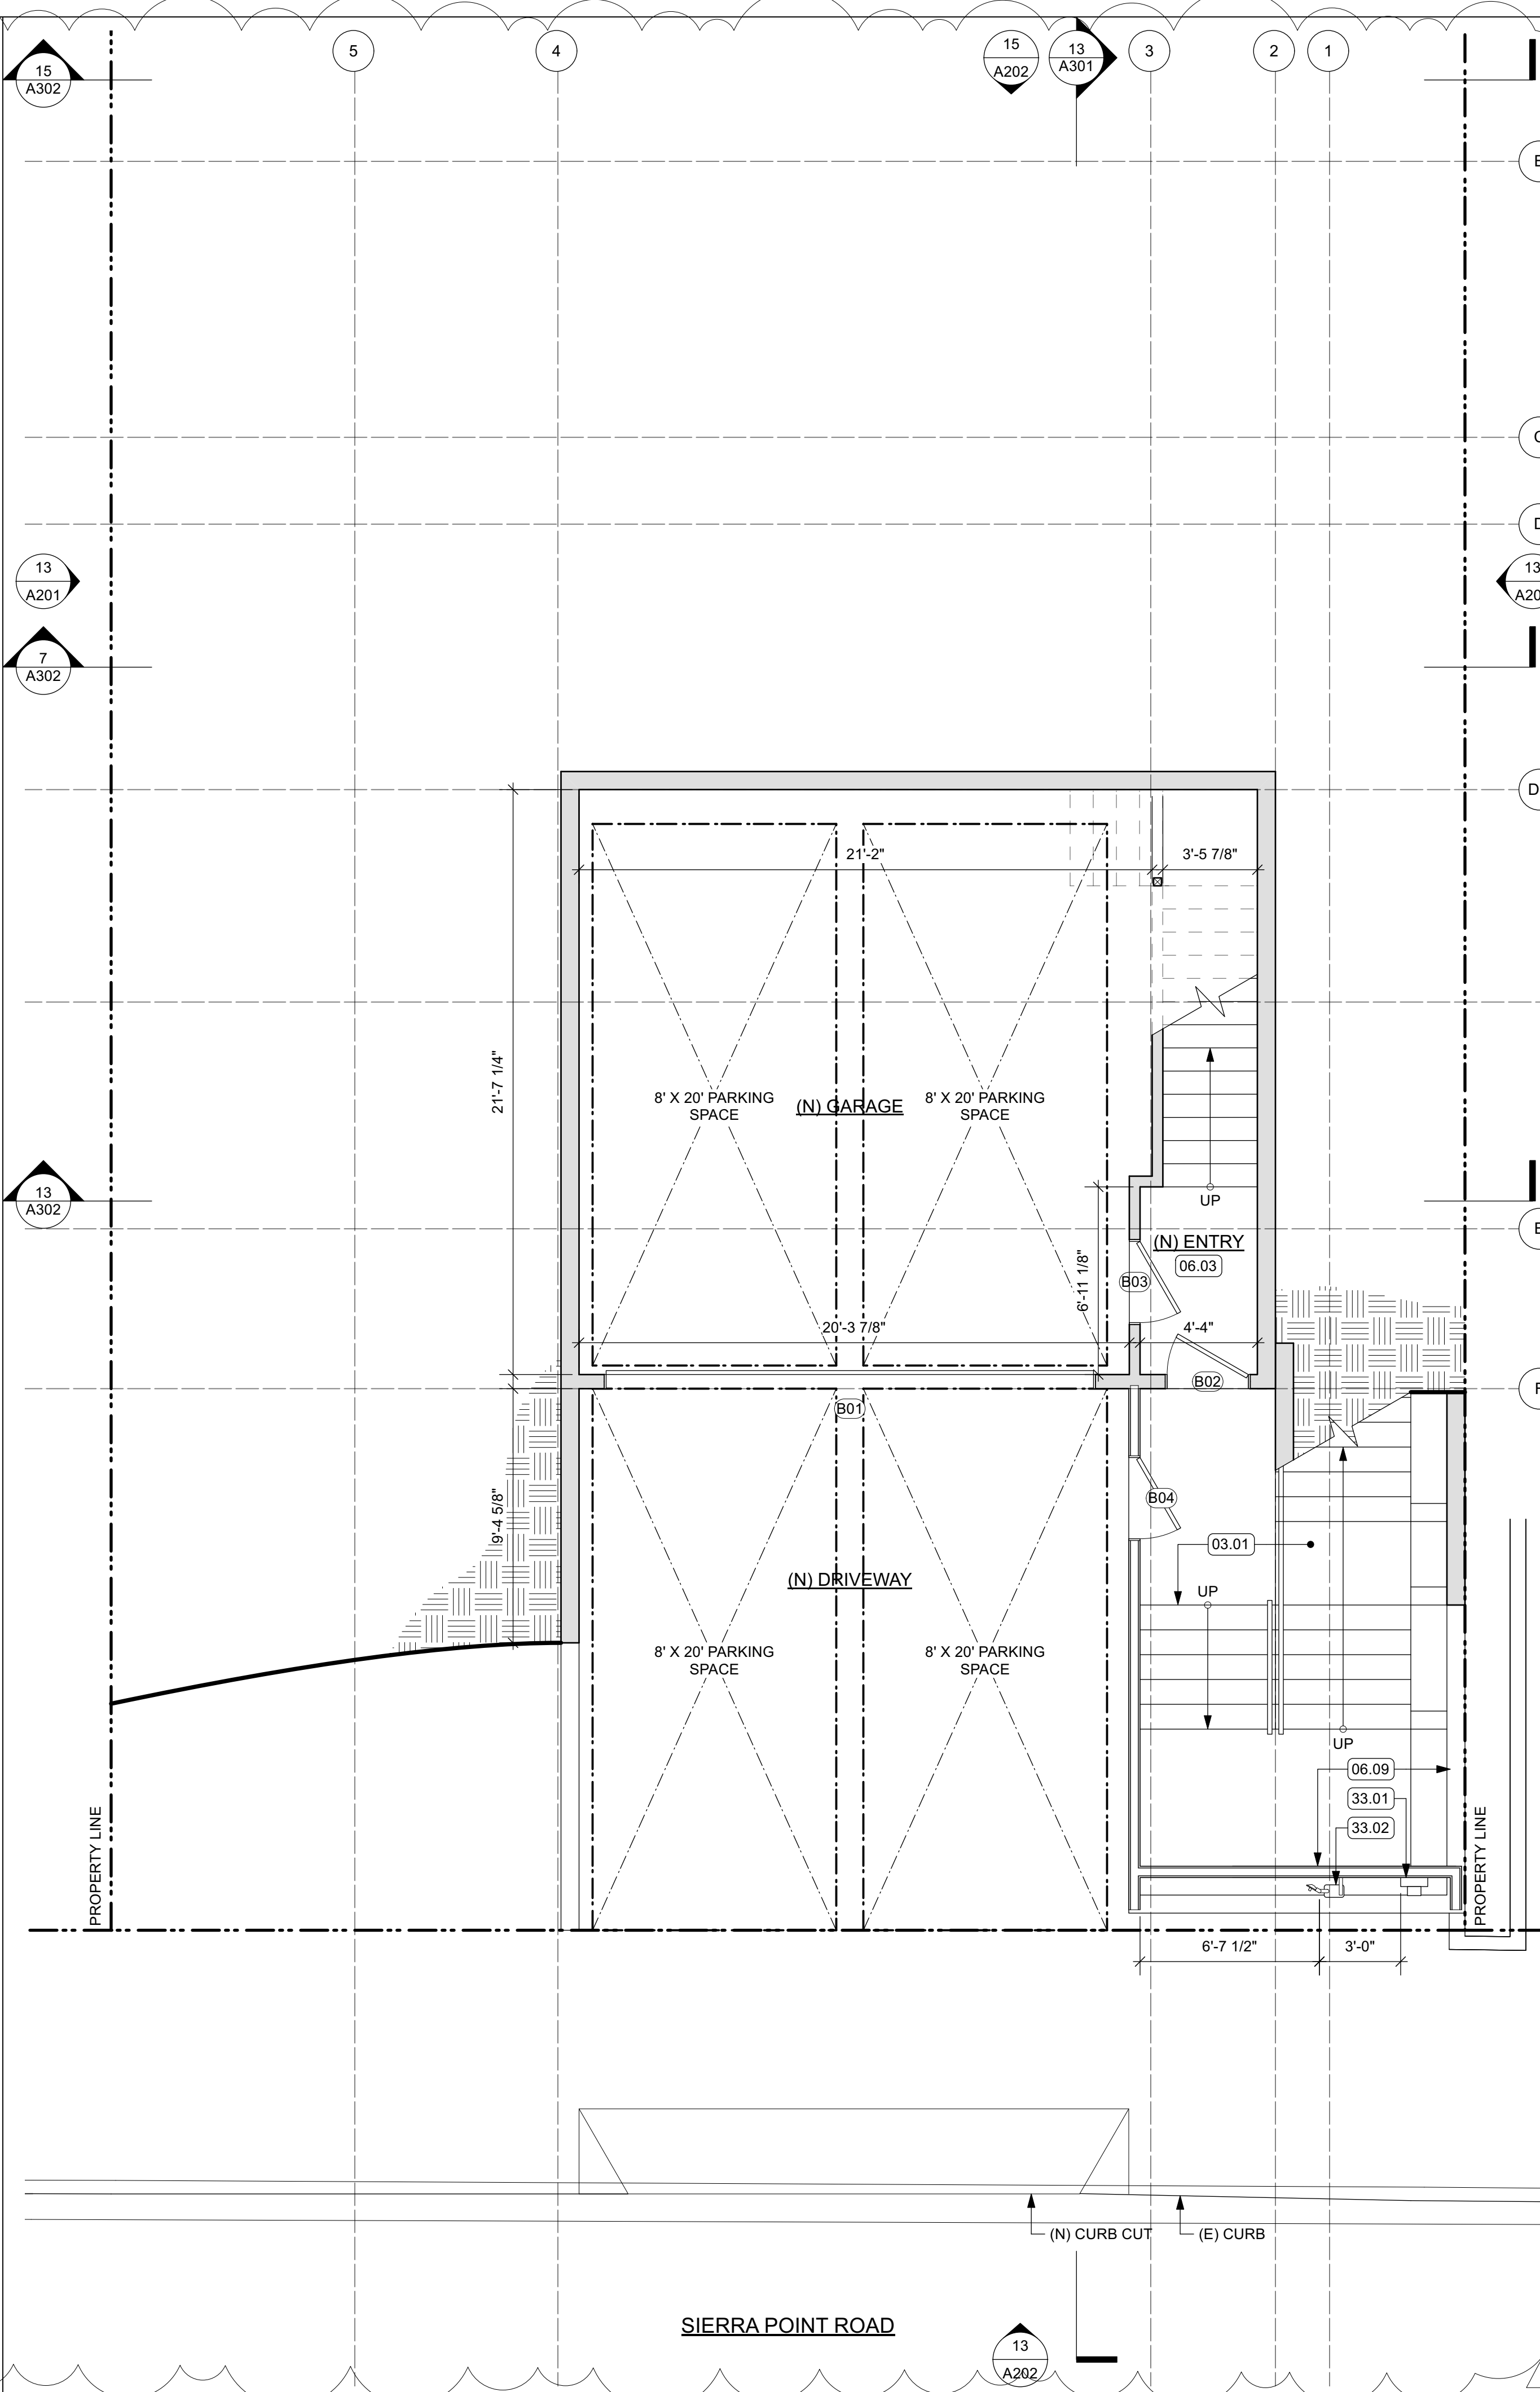 5
4
15
A202
13
A301
3
2
1
15
A302
13
A201
13
7
A302
21'-2"
3'-5 7/8"
21'-7 1/4"
8' X 20' PARKING
SPACE
(N) GARAGE
8' X 20' PARKING
SPACE
13
A302
UP
(N) ENTRY
06.03
B03
6'-11 1/8"
20'-3 7/8"
4'-4"
B02
B01
9'-4 5/8"
B04
03.01
(N) DRIVEWAY
UP
8' X 20' PARKING
SPACE
8' X 20' PARKING
SPACE
UP
06.09
33.01
33.02
PROPERTY LINE
PROPERTY LINE
6'-7 1/2"
3'-0"
(N) CURB CUT
(E) CURB
SIERRA POINT ROAD
13
A202